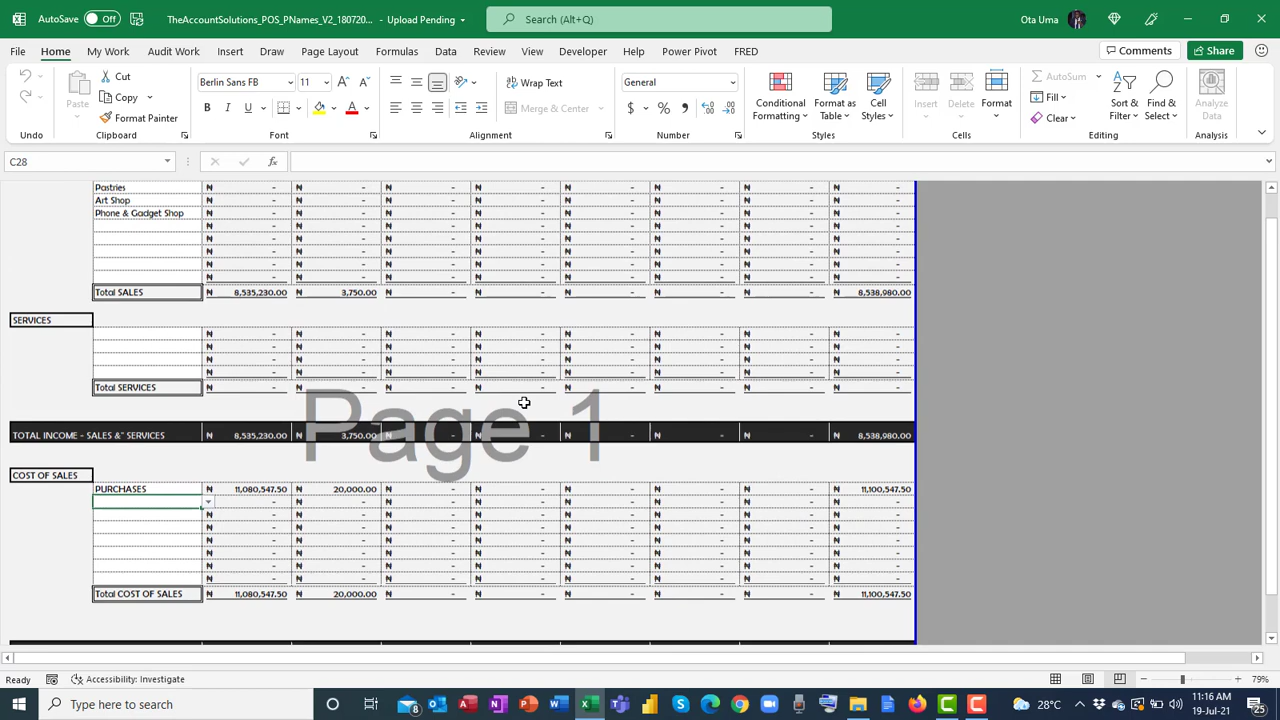 AutoSave Off TheAccountSolutions_POS_PNames_V2_180720... - Upload Pending Search (Alt+Q) Ota Uma
File Home My Work Audit Work Insert Draw Page Layout Formulas Data Review View Developer Help Power Pivot FRED Comments Share
Paste Cut Copy Format Painter Berlin Sans FB 11 Wrap Text Merge & Center General Conditional Formatting Format as Table Cell Styles Insert Delete Format AutoSum Fill Clear Sort & Filter Find & Select Analyze Data
Undo Clipboard Font Alignment Number Styles Cells Editing Analysis
C28 fx
Pastries ₦ - ₦ - ₦ - ₦ - ₦ - ₦ - ₦ - ₦ -
Art Shop ₦ - ₦ - ₦ - ₦ - ₦ - ₦ - ₦ - ₦ -
Phone & Gadget Shop ₦ - ₦ - ₦ - ₦ - ₦ - ₦ - ₦ - ₦ -
₦ - ₦ - ₦ - ₦ - ₦ - ₦ - ₦ - ₦ -
₦ - ₦ - ₦ - ₦ - ₦ - ₦ - ₦ - ₦ -
₦ - ₦ - ₦ - ₦ - ₦ - ₦ - ₦ - ₦ -
₦ - ₦ - ₦ - ₦ - ₦ - ₦ - ₦ - ₦ -
₦ - ₦ - ₦ - ₦ - ₦ - ₦ - ₦ - ₦ -
Total SALES ₦ 8,535,230.00 ₦ 3,750.00 ₦ - ₦ - ₦ - ₦ - ₦ - ₦ 8,538,980.00
SERVICES
₦ - ₦ - ₦ - ₦ - ₦ - ₦ - ₦ - ₦ -
₦ - ₦ - ₦ - ₦ - ₦ - ₦ - ₦ - ₦ -
₦ - ₦ - ₦ - ₦ - ₦ - ₦ - ₦ - ₦ -
₦ - ₦ - ₦ - ₦ - ₦ - ₦ - ₦ - ₦ -
Total SERVICES ₦ - ₦ - ₦ - ₦ - ₦ - ₦ - ₦ - ₦ -
Page 1
TOTAL INCOME - SALES &" SERVICES ₦ 8,535,230.00 ₦ 3,750.00 ₦ - ₦ - ₦ - ₦ - ₦ - ₦ 8,538,980.00
COST OF SALES
PURCHASES ₦ 11,080,547.50 ₦ 20,000.00 ₦ - ₦ - ₦ - ₦ - ₦ - ₦ 11,100,547.50
₦ - ₦ - ₦ - ₦ - ₦ - ₦ - ₦ - ₦ -
₦ - ₦ - ₦ - ₦ - ₦ - ₦ - ₦ - ₦ -
₦ - ₦ - ₦ - ₦ - ₦ - ₦ - ₦ - ₦ -
₦ - ₦ - ₦ - ₦ - ₦ - ₦ - ₦ - ₦ -
₦ - ₦ - ₦ - ₦ - ₦ - ₦ - ₦ - ₦ -
₦ - ₦ - ₦ - ₦ - ₦ - ₦ - ₦ - ₦ -
₦ - ₦ - ₦ - ₦ - ₦ - ₦ - ₦ - ₦ -
Total COST OF SALES ₦ 11,080,547.50 ₦ 20,000.00 ₦ - ₦ - ₦ - ₦ - ₦ - ₦ 11,100,547.50
Ready Accessibility: Investigate 79%
Type here to search 28°C 11:16 AM
19-Jul-21